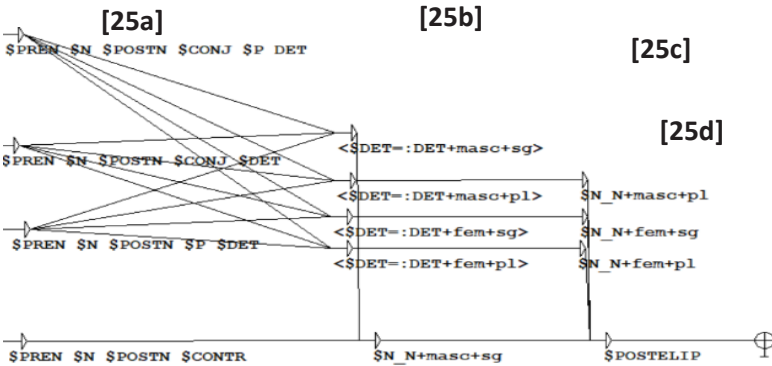 [25a]
[25b]
[25c]
[25d]
$PREN $N $POSTN $CONJ $P DET
$PREN $N $POSTN $CONJ $DET
$PREN $N $POSTN $P $DET
$PREN $N $POSTN $CONTR
<$DET=:DET+masc+sg>
<$DET=:DET+masc+pl>
<$DET=:DET+fem+sg>
<$DET=:DET+fem+pl>
$N_N+masc+sg
$N_N+masc+pl
$N_N+fem+sg
$N_N+fem+pl
$POSTELIP